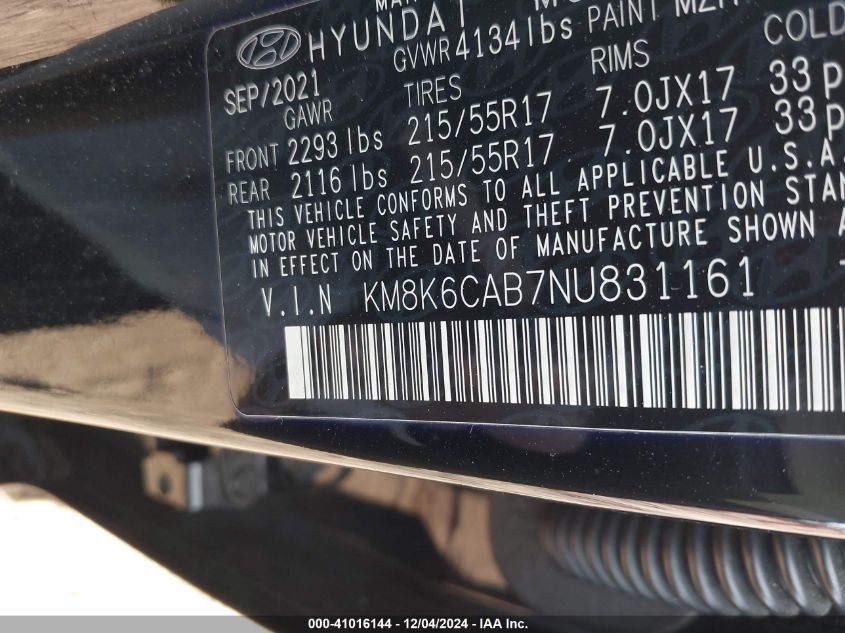 HYUNDAI
GVWR 4134 lbs PAINT
SEP/2021
GAWR TIRES RIMS COLD
FRONT 2293 lbs 215/55R17 7.0JX17 33
REAR 2116 lbs 215/55R17 7.0JX17 33
THIS VEHICLE CONFORMS TO ALL APPLICABLE U.S.A.
MOTOR VEHICLE SAFETY AND THEFT PREVENTION STAN
IN EFFECT ON THE DATE OF MANUFACTURE SHOWN A
V.I.N KM8K6CAB7NU831161
000-41016144 - 12/04/2024 - IAA Inc.